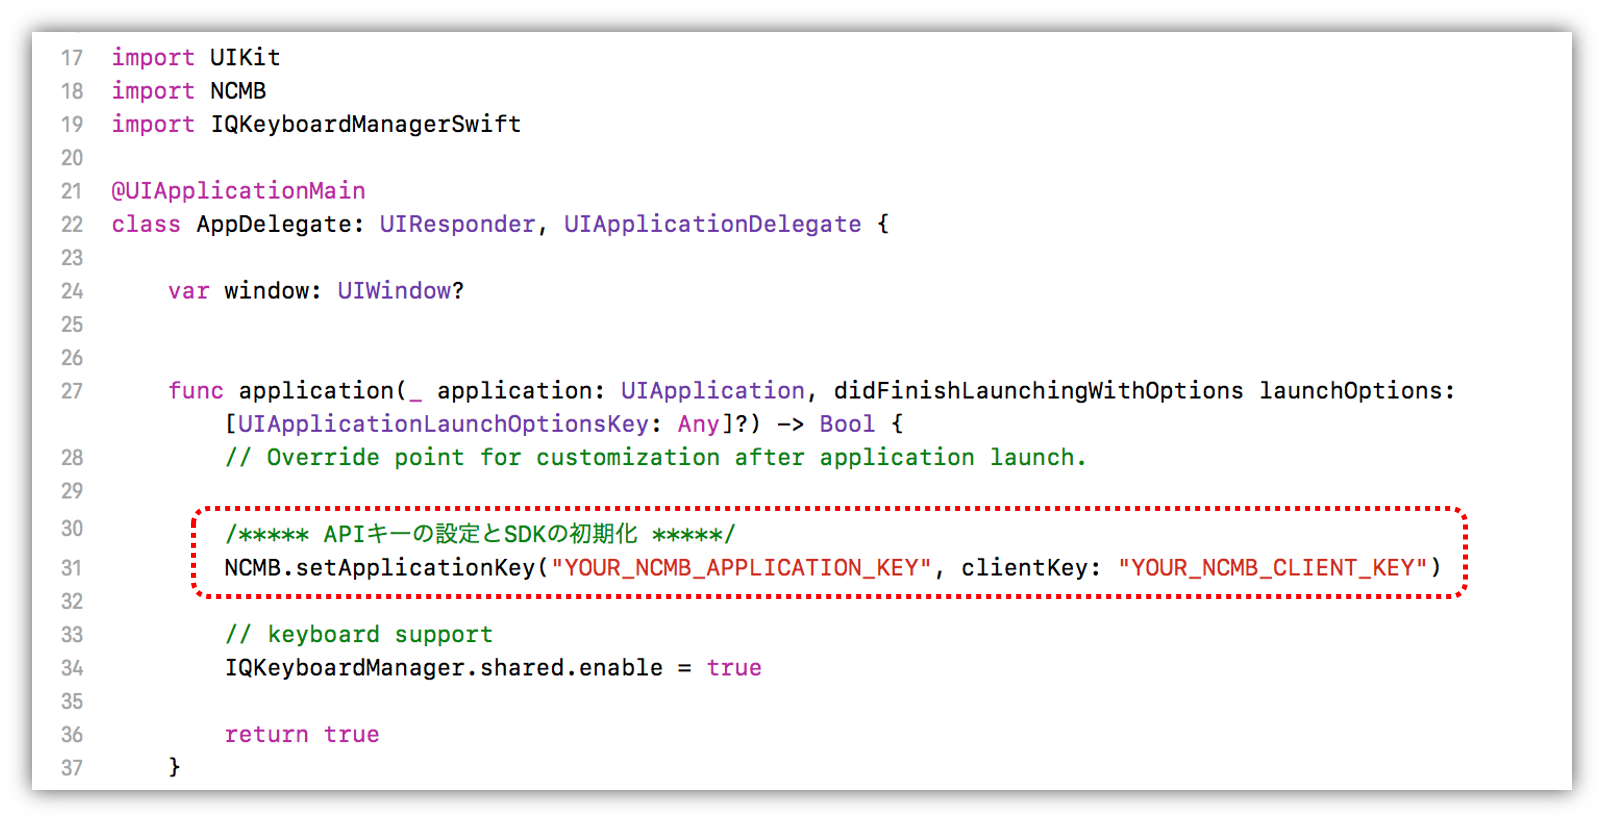 17 import UIKit
18 import NCMB
19 import IQKeyboardManagerSwift
20
21 @UIApplicationMain
22 class AppDelegate: UIResponder, UIApplicationDelegate {
23
24 var window: UIWindow?
25
26
27 func application(_ application: UIApplication, didFinishLaunchingWithOptions launchOptions:
[UIApplicationLaunchOptionsKey: Any]?) -> Bool {
28 // Override point for customization after application launch.
29
30 /***** APIキーの設定とSDKの初期化 *****/
31 NCMB.setApplicationKey("YOUR_NCMB_APPLICATION_KEY", clientKey: "YOUR_NCMB_CLIENT_KEY")
32
33 // keyboard support
34 IQKeyboardManager.shared.enable = true
35
36 return true
37 }